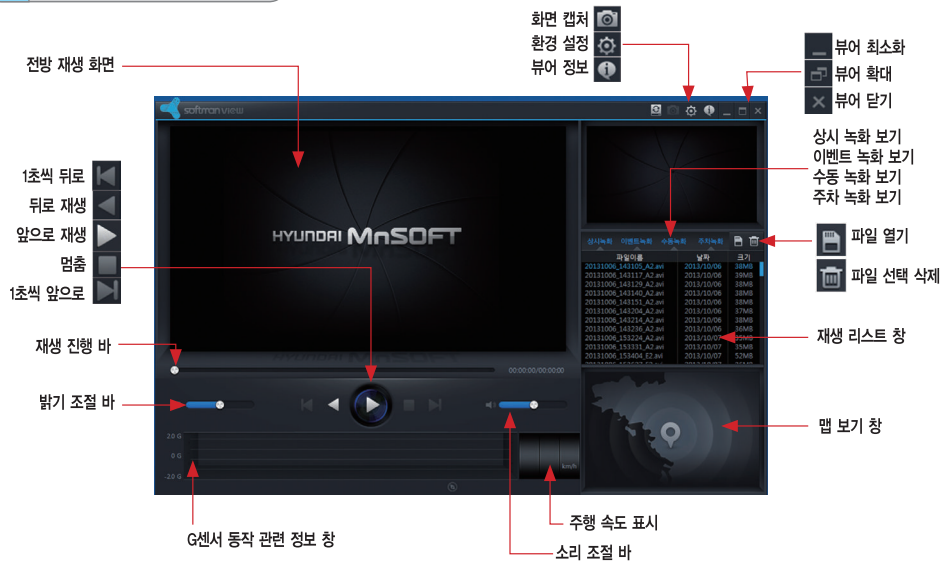 화면 캡처
환경 설정
뷰어 정보
뷰어 최소화
뷰어 확대
뷰어 닫기
전방 재생 화면
softman view
상시 녹화 보기
이벤트 녹화 보기
수동 녹화 보기
주차 녹화 보기
1초씩 뒤로
뒤로 재생
앞으로 재생
멈춤
1초씩 앞으로
HYUNDAI MnSOFT
상시녹화 이벤트녹화 수동녹화 주차녹화
파일 열기
파일 선택 삭제
파일이름 날짜 크기
20131006_143105_A2.avi 2013/10/06 38MB
20131006_143117_A2.avi 2013/10/06 39MB
20131006_143129_A2.avi 2013/10/06 38MB
20131006_143140_A2.avi 2013/10/06 38MB
20131006_143151_A2.avi 2013/10/06 38MB
20131006_143204_A2.avi 2013/10/06 37MB
20131006_143214_A2.avi 2013/10/06 38MB
20131006_143236_A2.avi 2013/10/06 36MB
20131006_153224_A2.avi 2013/10/07 35MB
20131006_153331_A2.avi 2013/10/07 35MB
20131006_153404_E2.avi 2013/10/07 52MB
재생 리스트 창
재생 진행 바
00:00:00/00:00:00
밝기 조절 바
맵 보기 창
2.0 G
0 G
-2.0 G
km/h
G센서 동작 관련 정보 창
주행 속도 표시
소리 조절 바